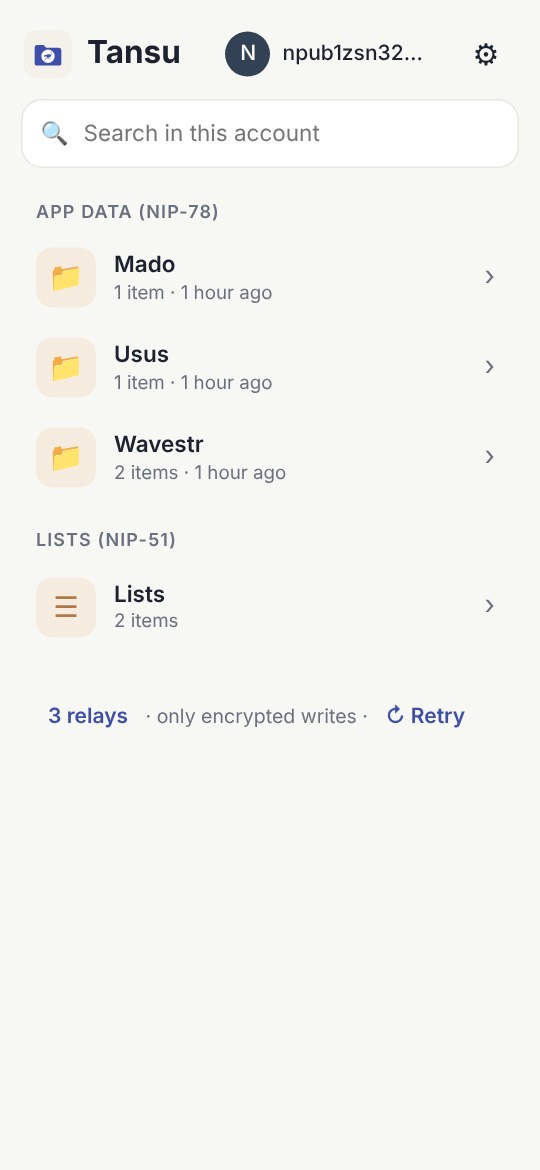 Tansu
N
npub1zsn32...
Search in this account
APP DATA (NIP-78)
Mado
1 item · 1 hour ago
Usus
1 item · 1 hour ago
Wavestr
2 items · 1 hour ago
LISTS (NIP-51)
Lists
2 items
3 relays · only encrypted writes · ↻ Retry